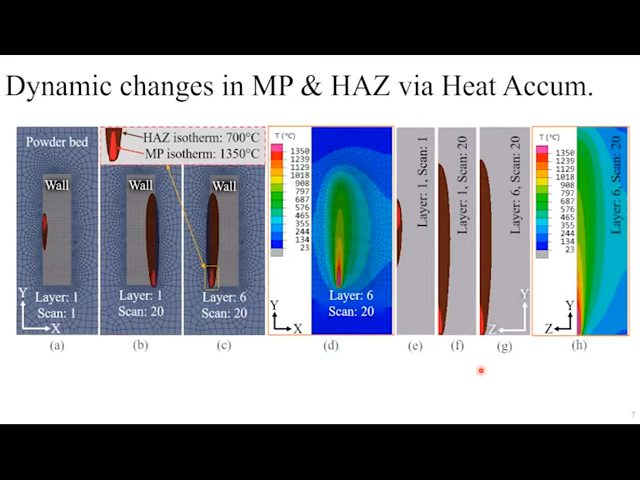 Dynamic changes in MP & HAZ via Heat Accum.
Powder bed
Wall
Layer: 1
Scan: 1
Y
X
(a)
HAZ isotherm: 700°C
MP isotherm: 1350°C
Wall
Layer: 1
Scan: 20
(b)
Wall
Layer: 6
Scan: 20
(c)
T (°C)
1350
1239
1129
1018
908
797
687
576
465
355
244
134
23
Y
X
Layer: 6
Scan: 20
(d)
Layer: 1, Scan: 1
(e)
Layer: 1, Scan: 20
(f)
Layer: 6, Scan: 20
Y
Z
(g)
T (°C)
1350
1239
1129
1018
908
797
687
576
465
355
244
134
23
Y
Z
Layer: 6, Scan: 20
(h)
7